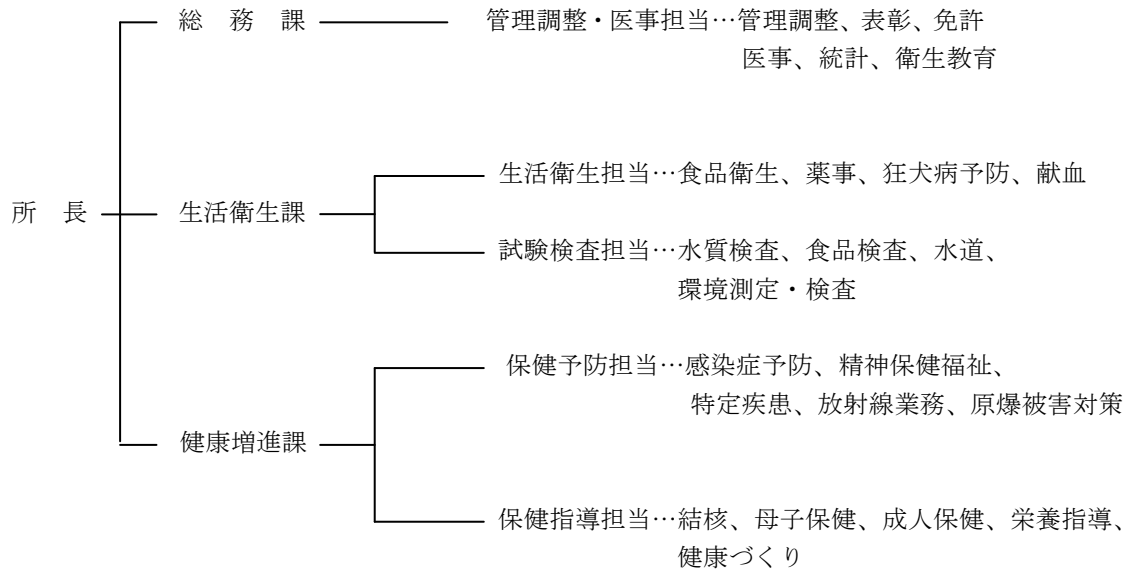 総　務　課　管理調整・医事担当…管理調整、表彰、免許
医事、統計、衛生教育
生活衛生担当…食品衛生、薬事、狂犬病予防、献血
所　長　生活衛生課
試験検査担当…水質検査、食品検査、水道、
環境測定・検査
保健予防担当…感染症予防、精神保健福祉、
特定疾患、放射線業務、原爆被害対策
健康増進課
保健指導担当…結核、母子保健、成人保健、栄養指導、
健康づくり